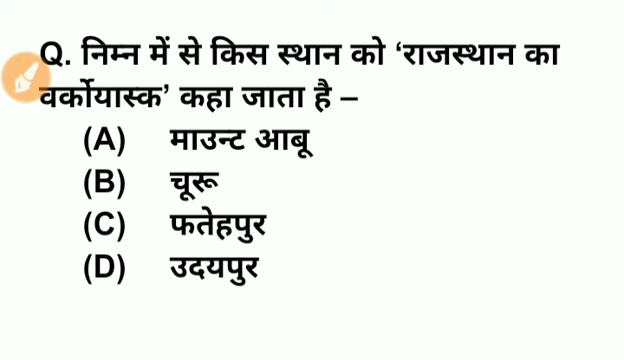 Q. निम्न में से किस स्थान को ‘राजस्थान का
वर्कोयास्क’ कहा जाता है –
(A) माउन्ट आबू
(B) चूरू
(C) फतेहपुर
(D) उदयपुर